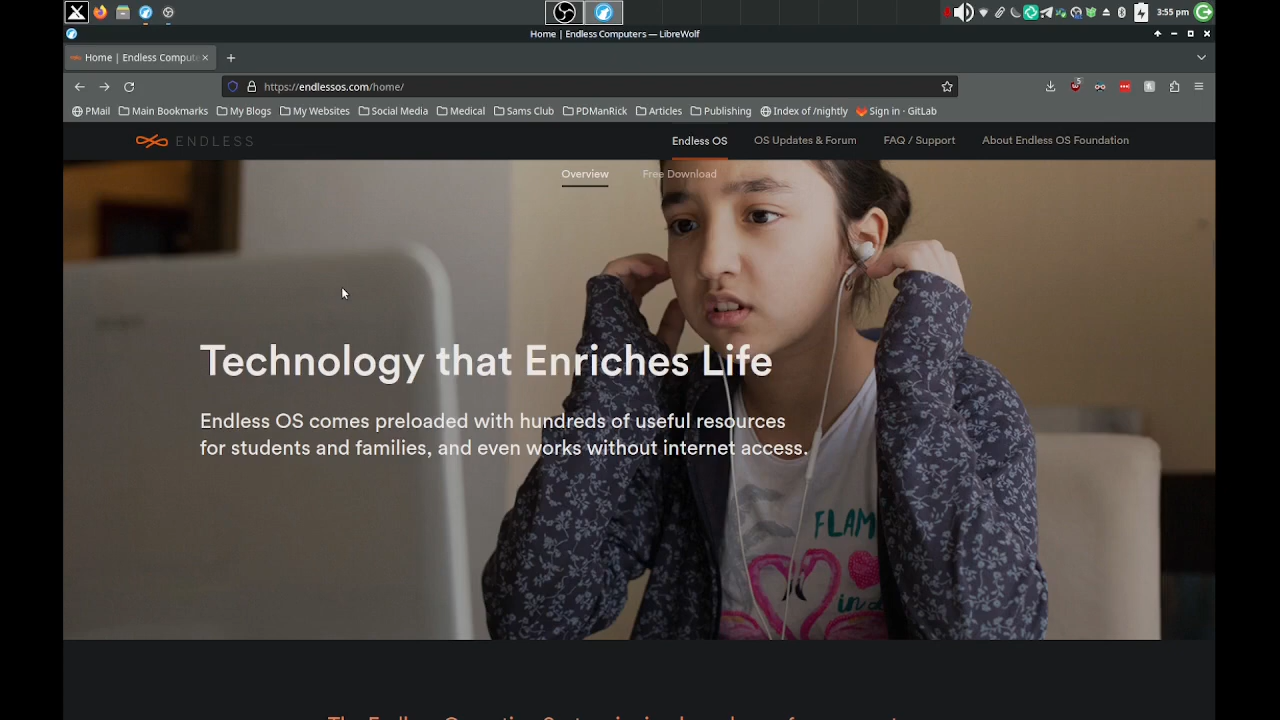 3:55 pm
Home | Endless Computers — LibreWolf
Home | Endless Compute
https://endlessos.com/home/
5
PMail Main Bookmarks My Blogs My Websites Social Media Medical Sams Club PDManRick Articles Publishing Index of /nightly Sign in · GitLab
ENDLESS
Endless OS OS Updates & Forum FAQ / Support About Endless OS Foundation
Overview Free Download
Technology that Enriches Life
Endless OS comes preloaded with hundreds of useful resources
for students and families, and even works without internet access.
FLAM
in